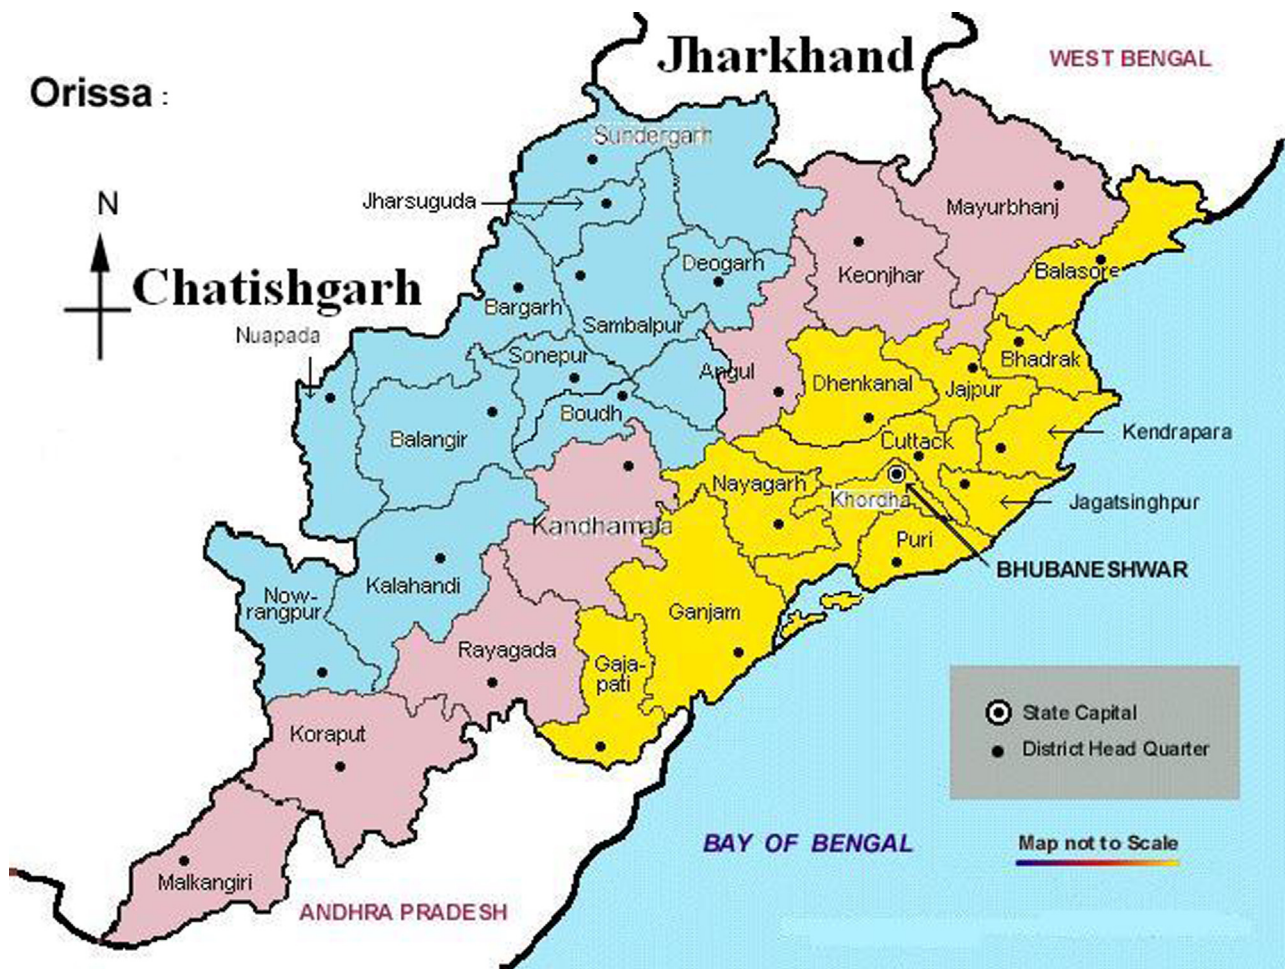 Jharkhand
WEST BENGAL
Orissa :
Sundergarh
N
Jharsuguda
Mayurbhanj
Chatishgarh
Deogarh
Keonjhar
Balasore
Bargarh
Nuapada
Sambalpur
Sonepur
Bhadrak
Angul
Dhenkanal
Jajpur
Boudh
Balangir
Cuttack
Kendrapara
Nayagarh
Khordha
Jagatsinghpur
Kandhamala
Puri
BHUBANESHWAR
Kalahandi
Now-
rangpur
Ganjam
Rayagada
Gaja-
pati
Koraput
State Capital
District Head Quarter
BAY OF BENGAL
Map not to Scale
Malkangiri
ANDHRA PRADESH